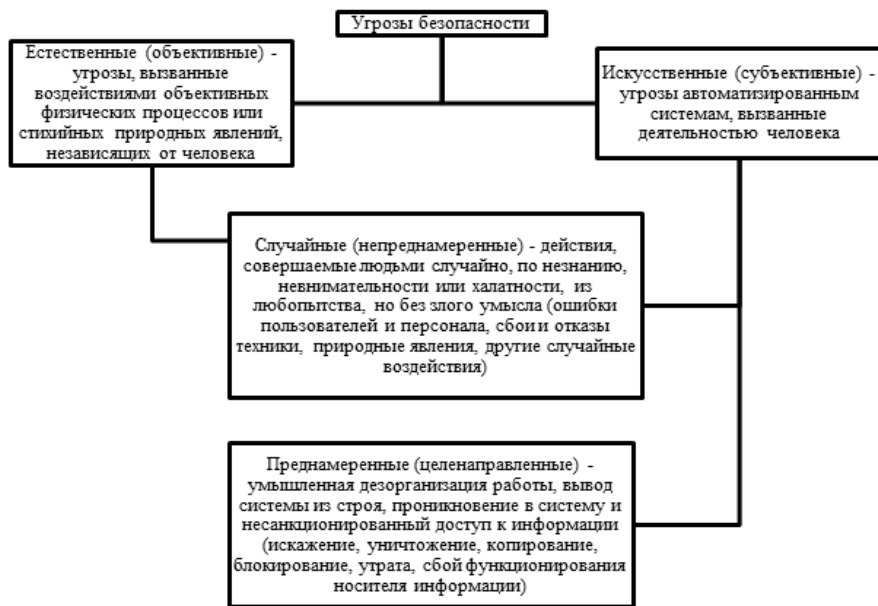 Угрозы безопасности
Естественные (объективные) -
угрозы, вызванные
воздействиями объективных
физических процессов или
стихийных природных явлений,
независящих от человека
Искусственные (субъективные) -
угрозы автоматизированным
системам, вызванные
деятельностью человека
Случайные (непреднамеренные) - действия,
совершаемые людьми случайно, по незнанию,
невнимательности или халатности, из
любопытства, но без злого умысла (ошибки
пользователей и персонала, сбои и отказы
техники, природные явления, другие случайные
воздействия)
Преднамеренные (целенаправленные) -
умышленная дезорганизация работы, вывод
системы из строя, проникновение в систему и
несанкционированный доступ к информации
(искажение, уничтожение, копирование,
блокирование, утрата, сбой функционирования
носителя информации)